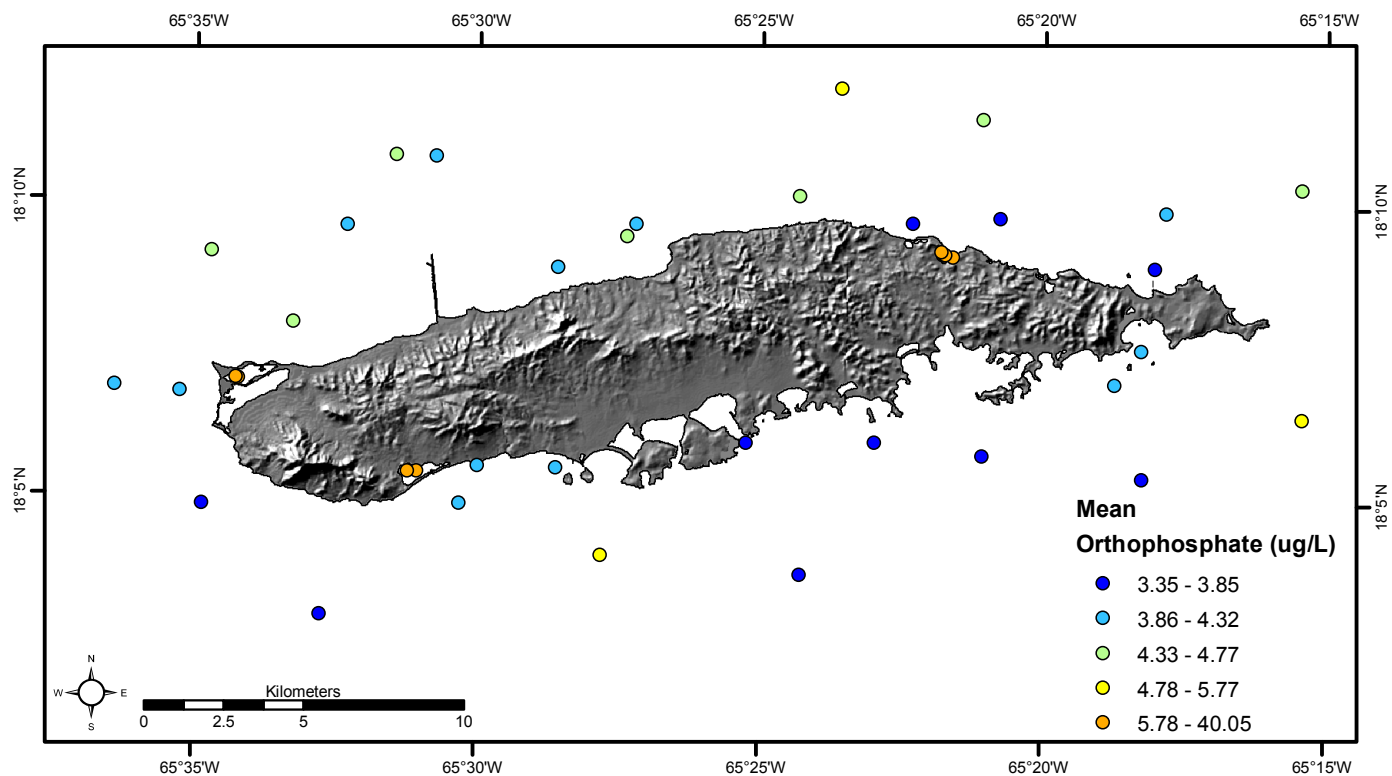 65°35'W 65°30'W 65°25'W 65°20'W 65°15'W
18°10'N
18°10'N
18°5'N
18°5'N
Mean
Orthophosphate (ug/L)
3.35 - 3.85
3.86 - 4.32
4.33 - 4.77
4.78 - 5.77
5.78 - 40.05
N
W E
S
Kilometers
0 2.5 5 10
65°35'W 65°30'W 65°25'W 65°20'W 65°15'W